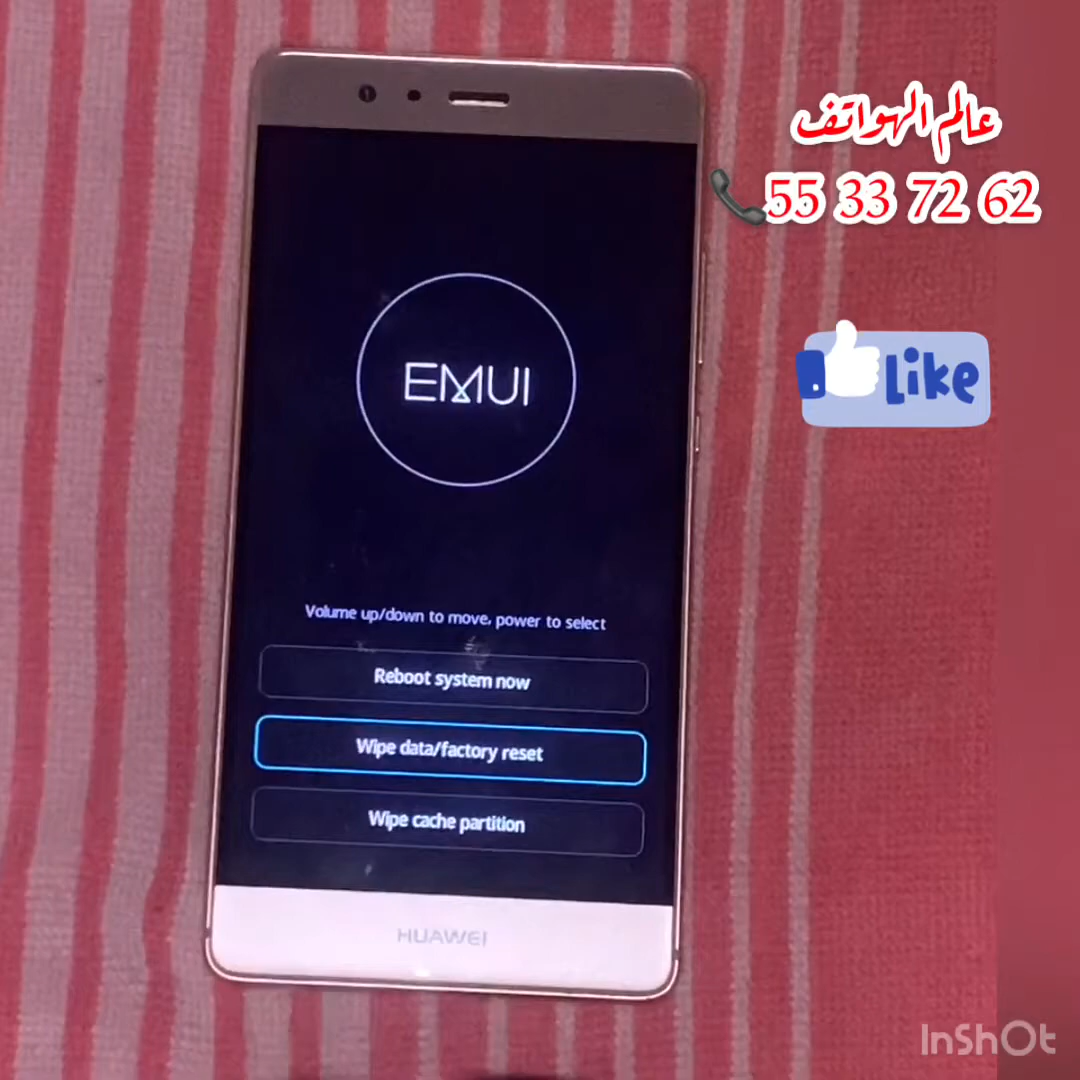 عالم الهواتف
55 33 72 62
Like
EMUI
Volume up/down to move, power to select
Reboot system now
Wipe data/factory reset
Wipe cache partition
HUAWEI
InShOt